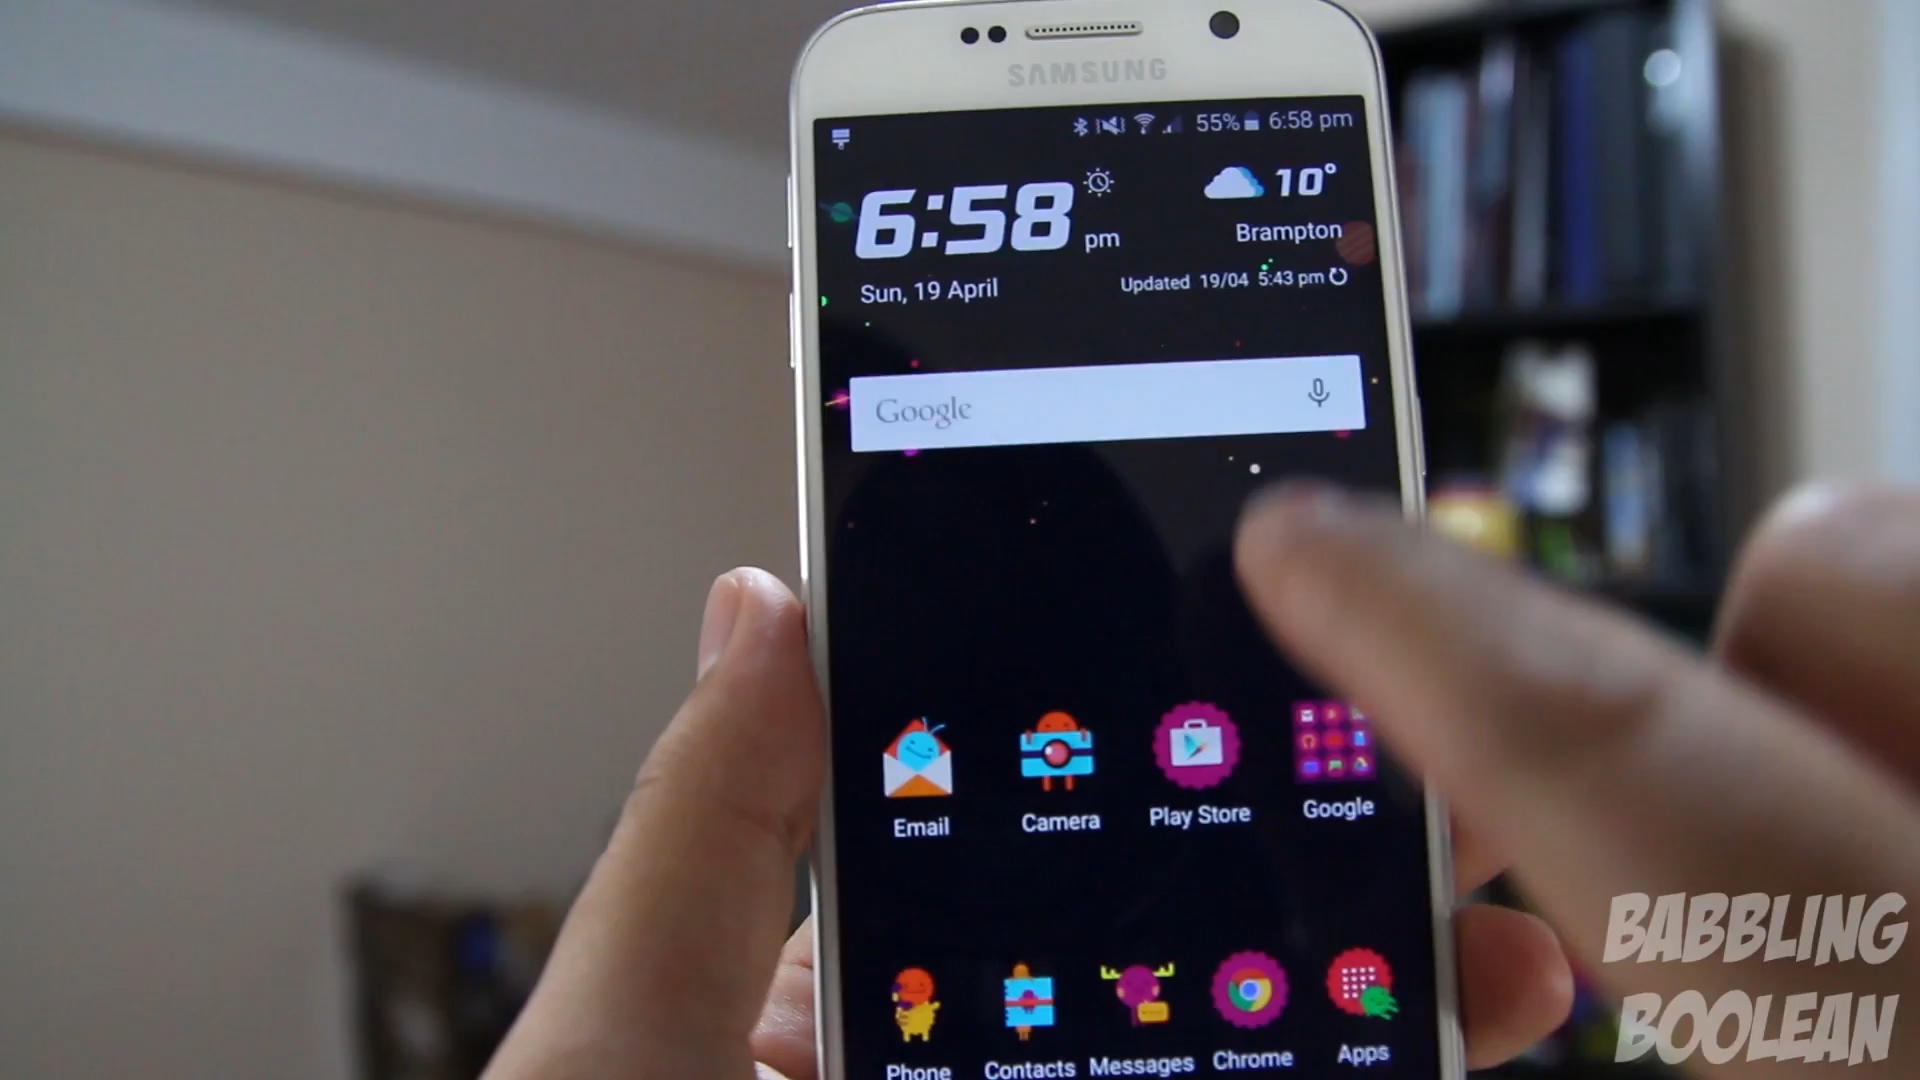 SAMSUNG
55% 6:58 pm
6:58 pm
10°
Brampton
Sun, 19 April
Updated 19/04 5:43 pm
Google
Email
Camera
Play Store
Google
Phone
Contacts
Messages
Chrome
Apps
BABBLING
BOOLEAN